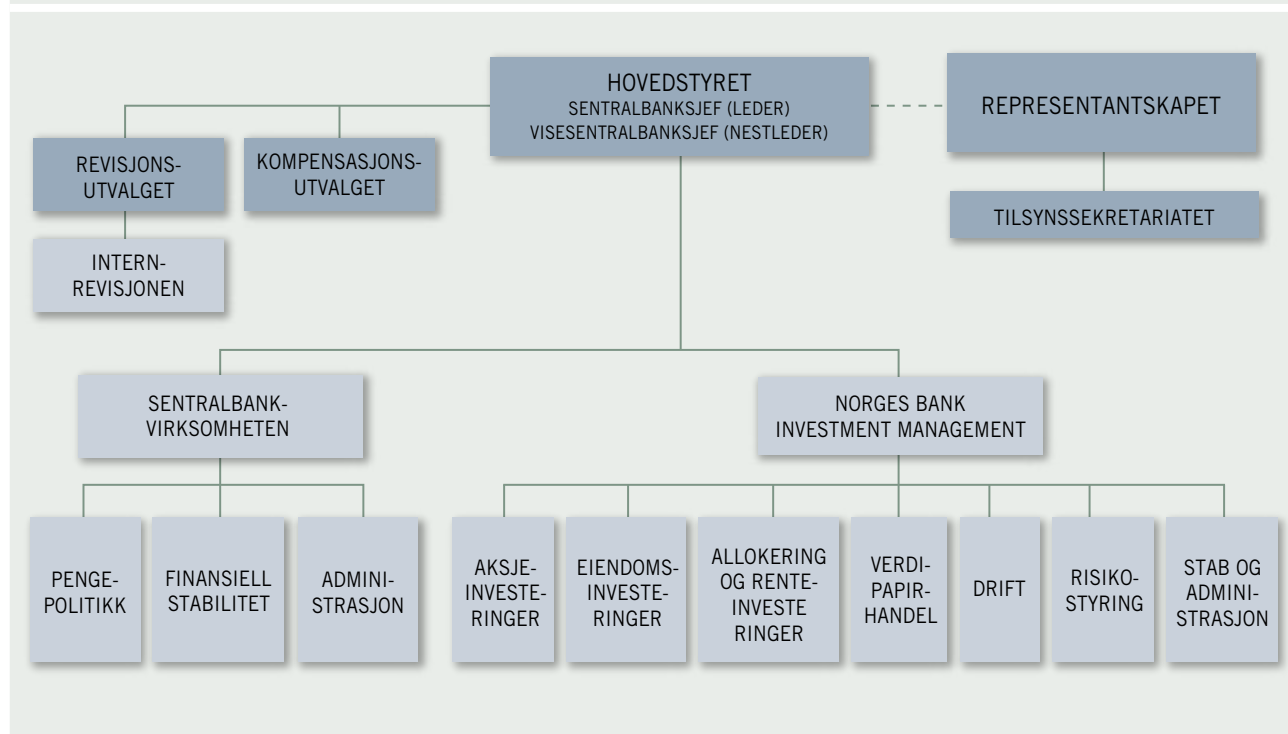 HOVEDSTYRET
SENTRALBANKSJEF (LEDER)
VISESENTRALBANKSJEF (NESTLEDER)
REPRESENTANTSKAPET
REVISJONS-
UTVALGET
KOMPENSASJONS-
UTVALGET
TILSYNSSEKRETARIATET
INTERN-
REVISJONEN
SENTRALBANK-
VIRKSOMHETEN
NORGES BANK
INVESTMENT MANAGEMENT
PENGE-
POLITIKK
FINANSIELL
STABILITET
ADMINI-
STRASJON
AKSJE-
INVESTE-
RINGER
EIENDOMS-
INVESTE-
RINGER
ALLOKERING
OG RENTE-
INVESTE
RINGER
VERDI-
PAPIR-
HANDEL
DRIFT
RISIKO-
STYRING
STAB OG
ADMINI-
STRASJON